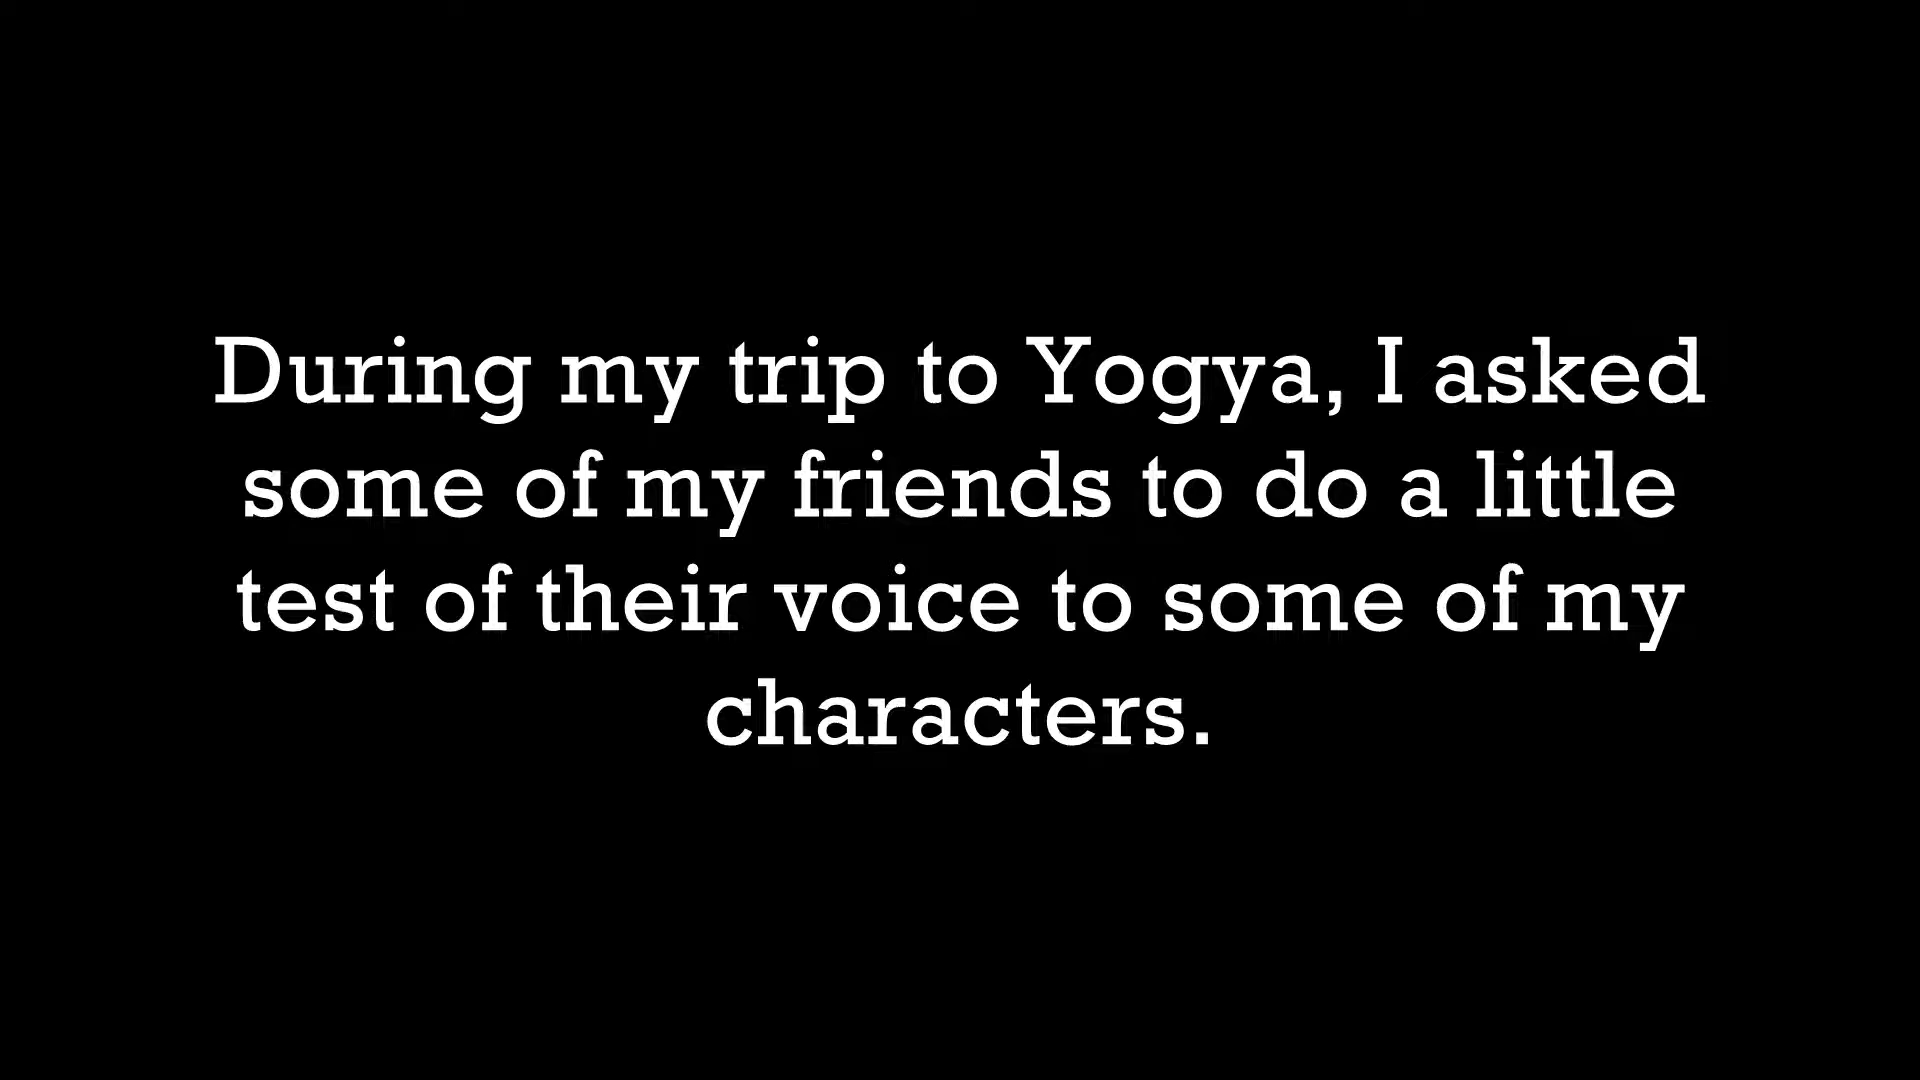 During my trip to Yogya, I asked
some of my friends to do a little
test of their voice to some of my
characters.